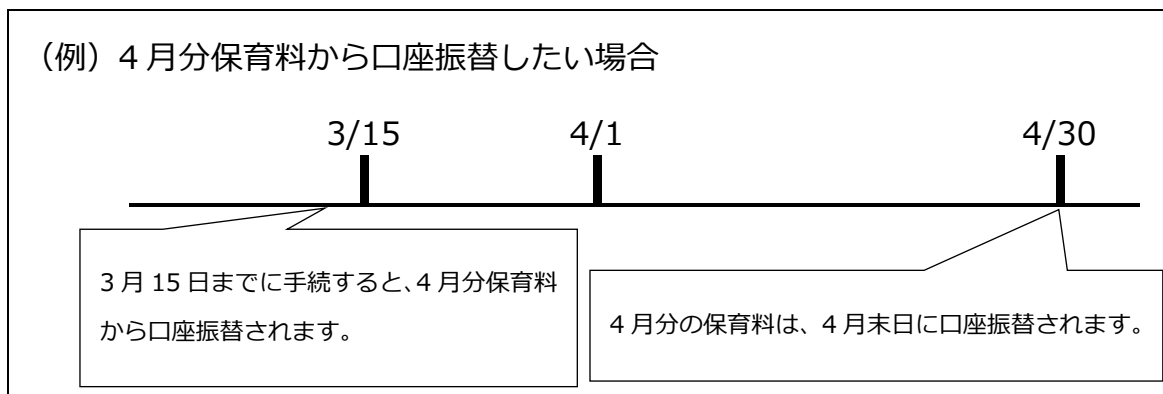 （例）４月分保育料から口座振替したい場合
3/15
4/1
4/30
３月 15 日までに手続すると､４月分保育料
から口座振替されます。
４月分の保育料は、４月末日に口座振替されます。